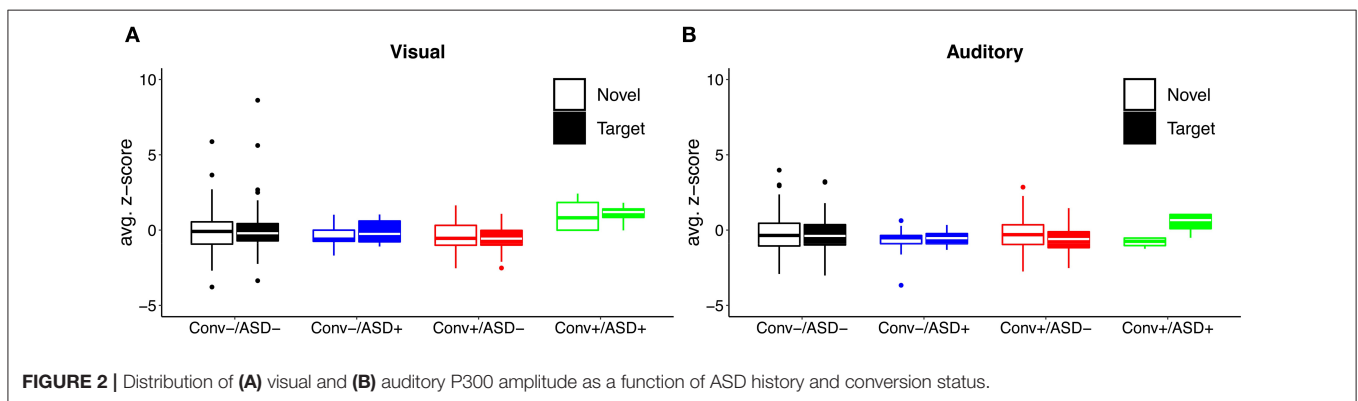 A
Visual
avg. z−score
10
5
0
−5
Novel
Target
Conv−/ASD− Conv−/ASD+ Conv+/ASD− Conv+/ASD+
B
Auditory
avg. z−score
10
5
0
−5
Novel
Target
Conv−/ASD− Conv−/ASD+ Conv+/ASD− Conv+/ASD+
FIGURE 2 | Distribution of (A) visual and (B) auditory P300 amplitude as a function of ASD history and conversion status.